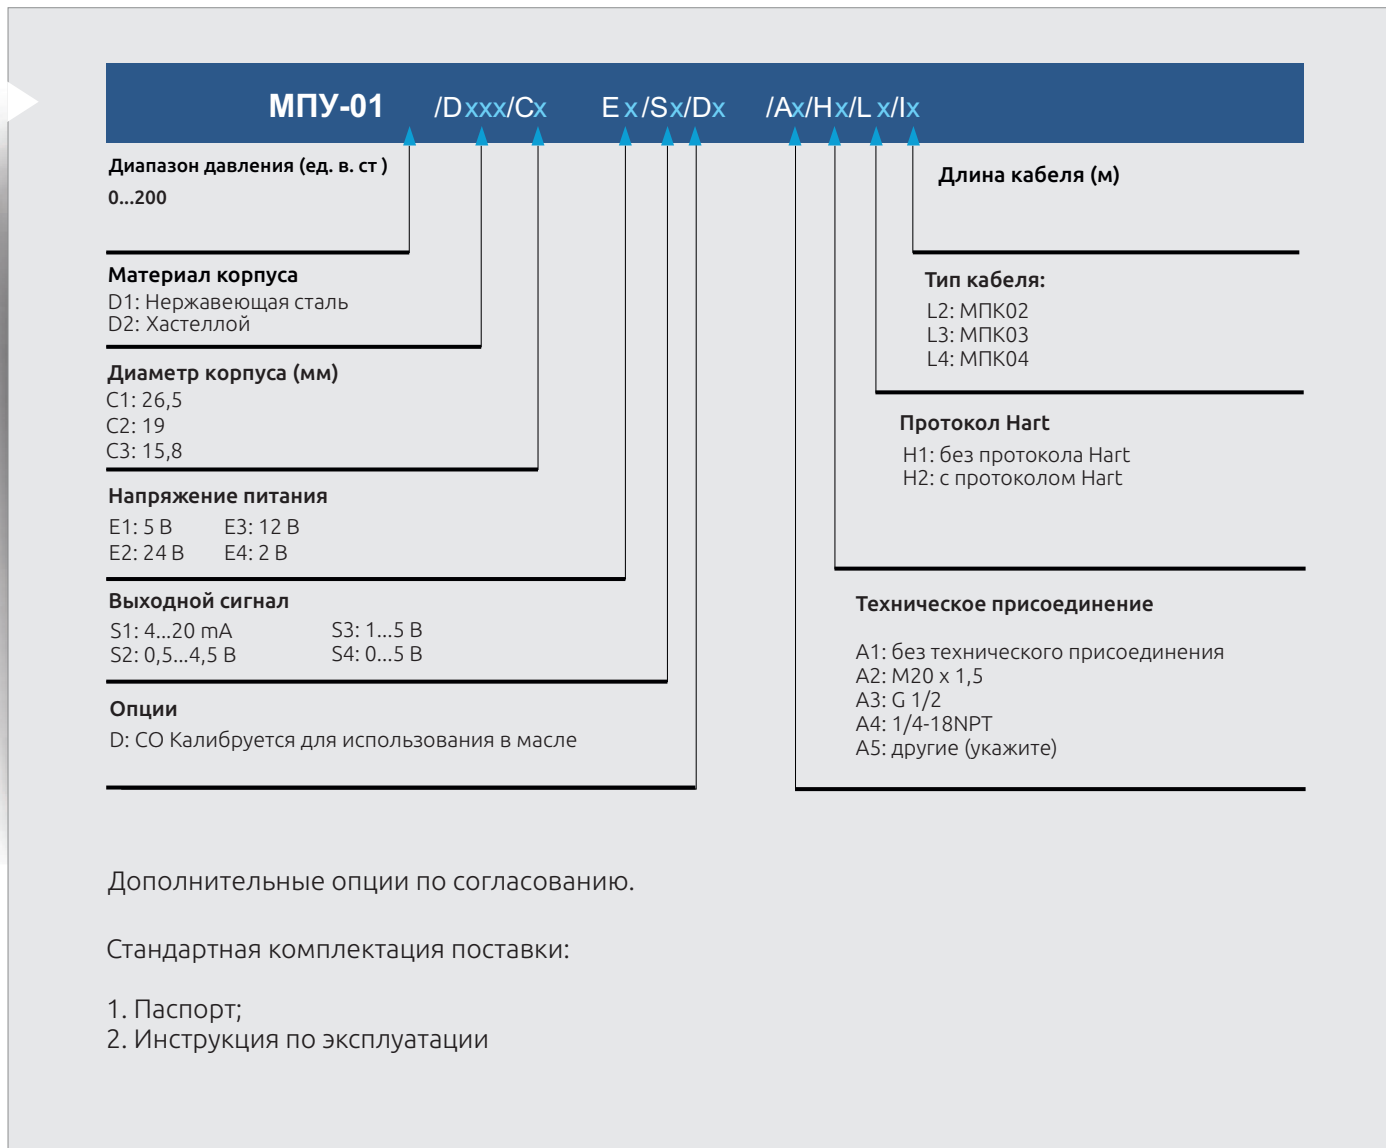 МПУ-01 /Dxxx/Cx Ex/Sx/Dx /Ax/Hx/Lx/Ix
Диапазон давления (ед. в. ст )
0...200
Материал корпуса
D1: Нержавеющая сталь
D2: Хастеллой
Диаметр корпуса (мм)
C1: 26,5
C2: 19
C3: 15,8
Напряжение питания
E1: 5 В E3: 12 В
E2: 24 В E4: 2 В
Выходной сигнал
S1: 4...20 mA S3: 1...5 В
S2: 0,5...4,5 В S4: 0...5 В
Опции
D: CO Калибруется для использования в масле
Длина кабеля (м)
Тип кабеля:
L2: МПК02
L3: МПК03
L4: МПК04
Протокол Hart
H1: без протокола Hart
H2: с протоколом Hart
Техническое присоединение
A1: без технического присоединения
A2: M20 x 1,5
A3: G 1/2
A4: 1/4-18NPT
A5: другие (укажите)
Дополнительные опции по согласованию.
Стандартная комплектация поставки:
1. Паспорт;
2. Инструкция по эксплуатации